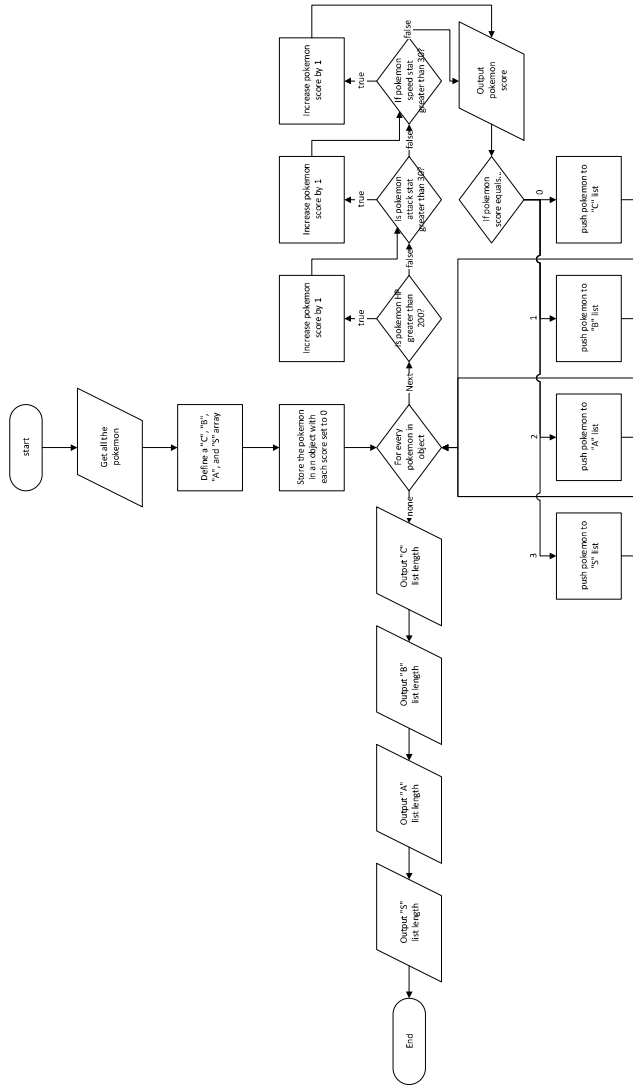 start
Get all the
pokemon
Define a "C", "B",
"A", and "S" array
Store the pokemon
in an object with
each score set to 0
For every
pokemon in
object
Next
none
Is pokemon HP
greater than
200?
true
false
Increase pokemon
score by 1
Is pokemon
attack stat
greater than 30?
true
false
Increase pokemon
score by 1
If pokemon
speed stat
greater than 30?
true
false
Increase pokemon
score by 1
Output
pokemon
score
If pokemon
score equals...
0
push pokemon to
"C" list
1
push pokemon to
"B" list
2
push pokemon to
"A" list
3
push pokemon to
"S" list
Output "C"
list length
Output "B"
list length
Output "A"
list length
Output "S"
list length
End